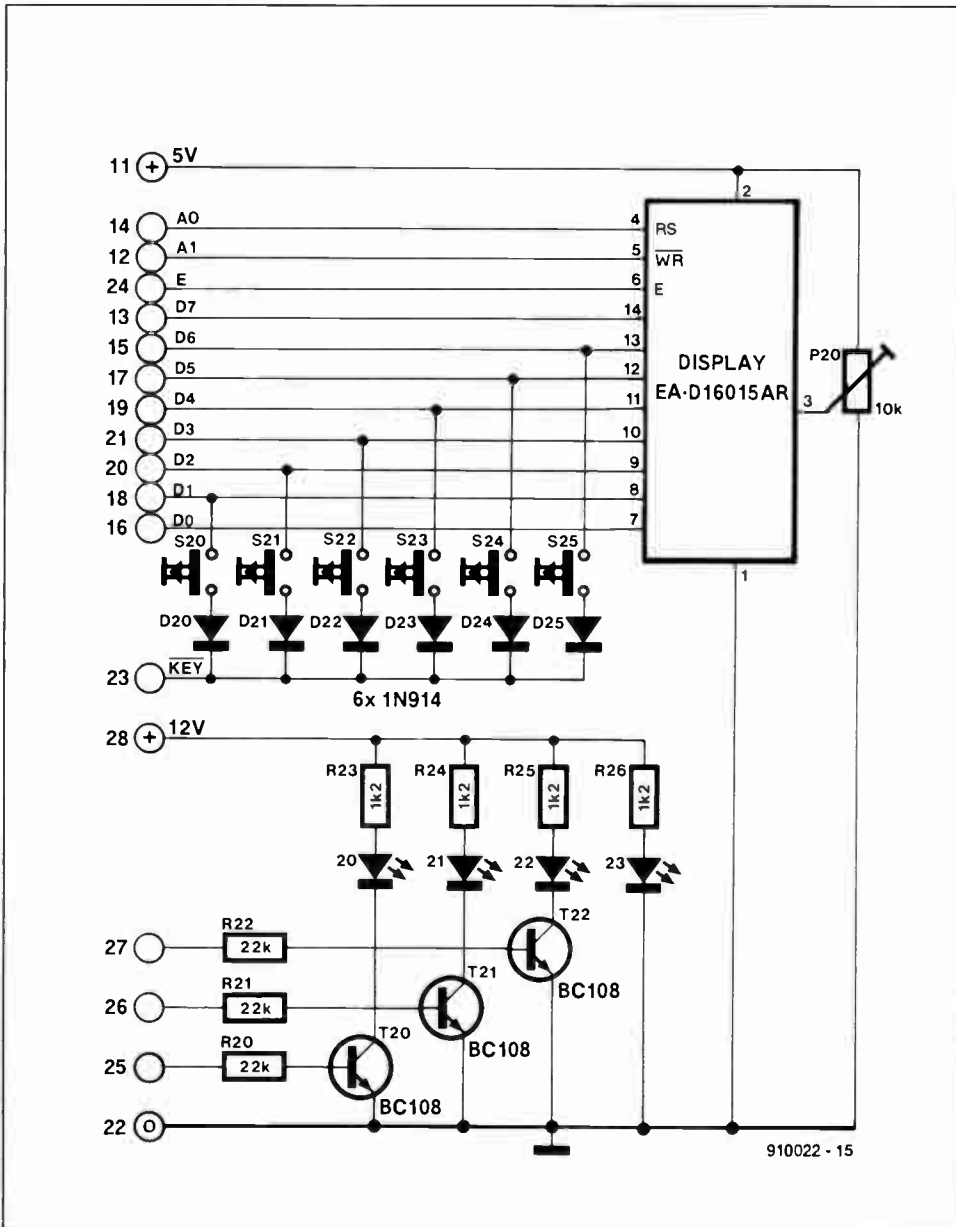 11 + 5V
2
14 A0 4 RS
12 A1 5 WR
24 E 6 E
13 D7 14
15 D6 13
17 D5 12
19 D4 11
21 D3 10
20 D2 9
18 D1 8
16 D0 7
DISPLAY
EA-D16015AR
3
P20
10k
1
S20 S21 S22 S23 S24 S25
D20 D21 D22 D23 D24 D25
23 KEY
6x 1N914
28 + 12V
R23 R24 R25 R26
1k2 1k2 1k2 1k2
20 21 22 23
T22
27 R22 22k
BC108
T21
26 R21 22k
BC108
T20
25 R20 22k
BC108
22 0
910022 - 15